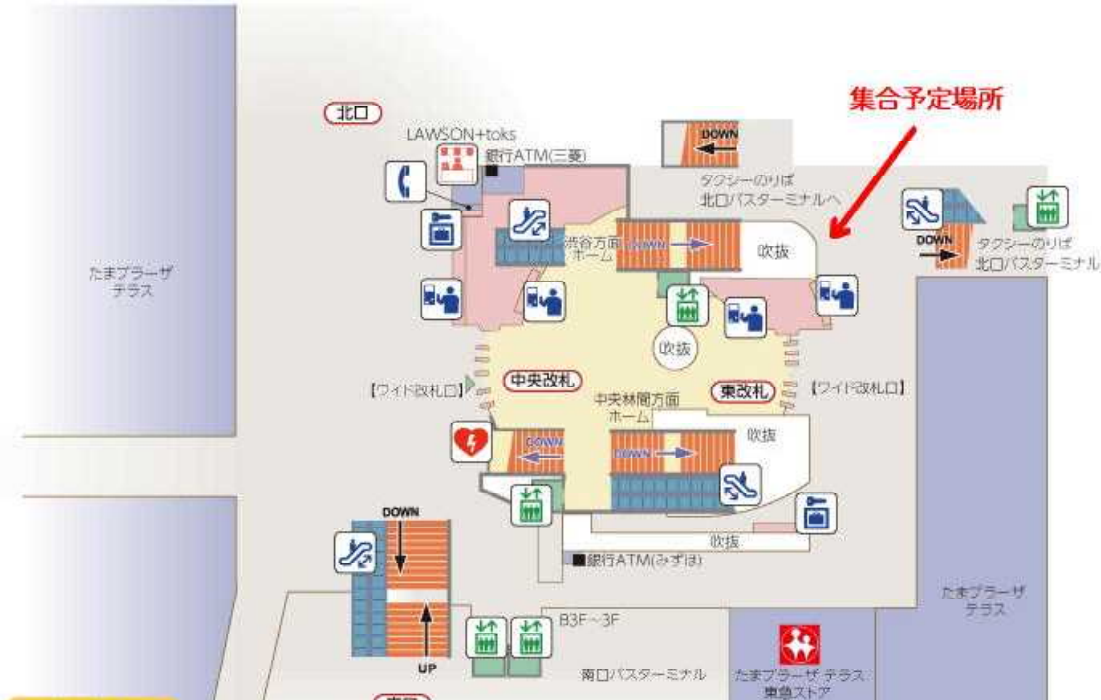 集合予定場所
北口
LAWSON+toks
銀行ATM(三菱)
DOWN
タクシーのりば
北口バスターミナルへ
渋谷方面
ホーム
DOWN
吹抜
DOWN
タクシーのりば
北口バスターミナル
たまプラーザ
テラス
吹抜
【ワイド改札口】
中央改札
東改札
【ワイド改札口】
中央林間方面
ホーム
吹抜
DOWN
DOWN
DOWN
吹抜
■銀行ATM(みずほ)
たまプラーザ
テラス
B3F～3F
UP
南口バスターミナル
たまプラーザ テラス
東急ストア